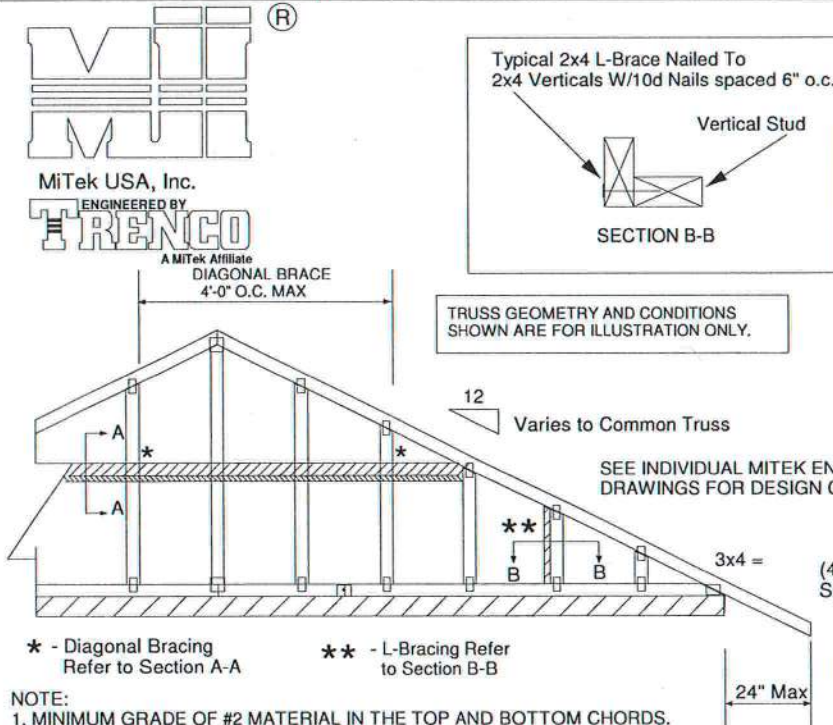 ®
MiTek USA, Inc.
ENGINEERED BY
TRENCO
A MiTek Affiliate
Typical 2x4 L-Brace Nailed To
2x4 Verticals W/10d Nails spaced 6" o.c.
Vertical Stud
SECTION B-B
DIAGONAL BRACE
4'-0" O.C. MAX
TRUSS GEOMETRY AND CONDITIONS
SHOWN ARE FOR ILLUSTRATION ONLY.
12
Varies to Common Truss
A
*
*
SEE INDIVIDUAL MITEK EN
DRAWINGS FOR DESIGN
A
**
B
B
3x4 =
(4
S
* - Diagonal Bracing
Refer to Section A-A
** - L-Bracing Refer
to Section B-B
24" Max
NOTE:
1. MINIMUM GRADE OF #2 MATERIAL IN THE TOP AND BOTTOM CHORDS.